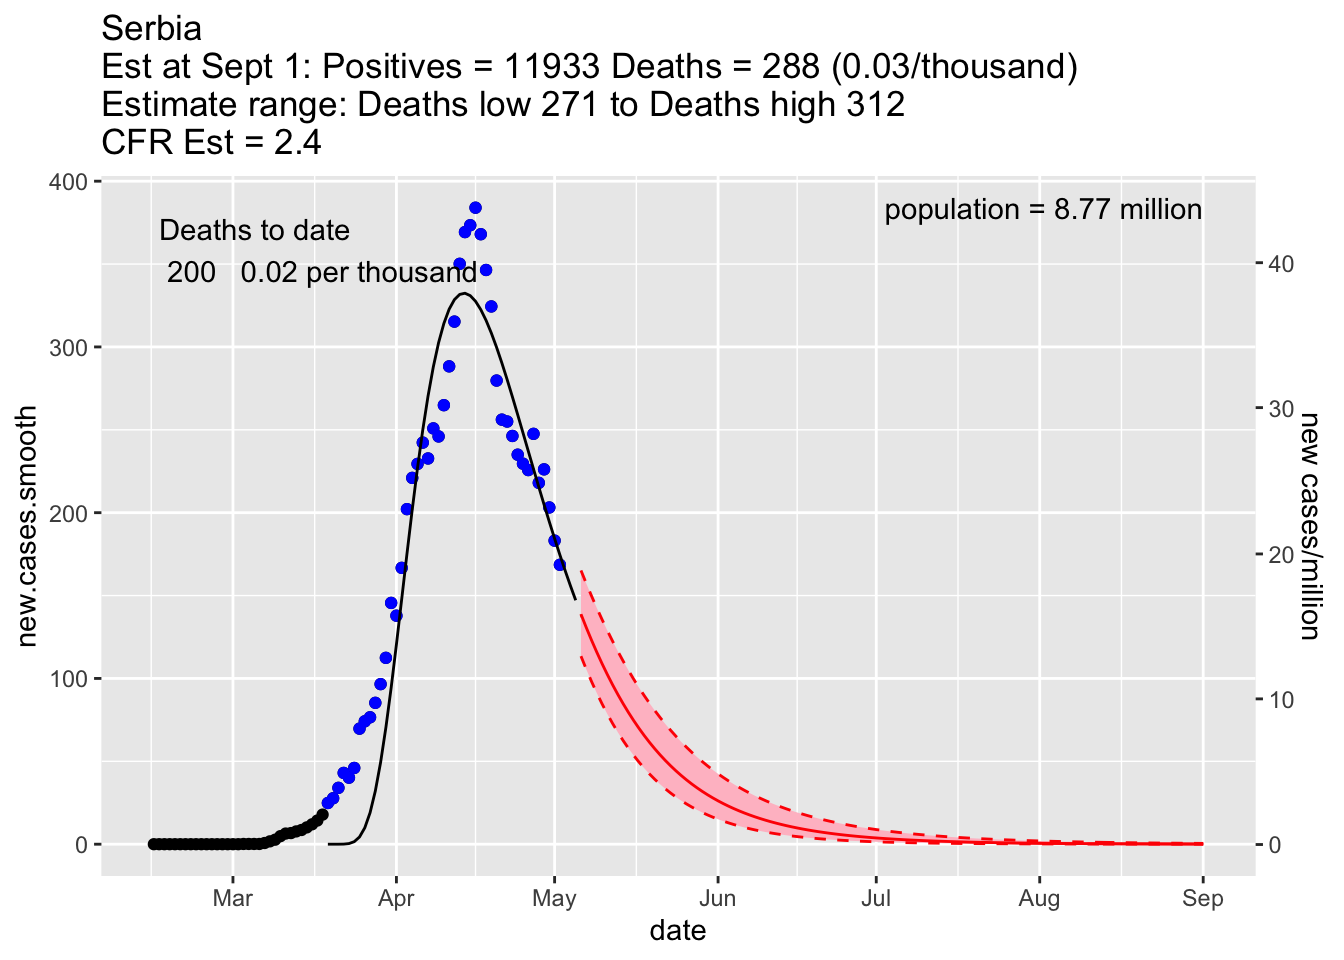 Serbia
Est at Sept 1: Positives = 11933 Deaths = 288 (0.03/thousand)
Estimate range: Deaths low 271 to Deaths high 312
CFR Est = 2.4
400
300
200
100
0
new.cases.smooth
Deaths to date
200 0.02 per thousand
population = 8.77 million
40
30
20
10
0
new cases/million
Mar Apr May Jun Jul Aug Sep
date